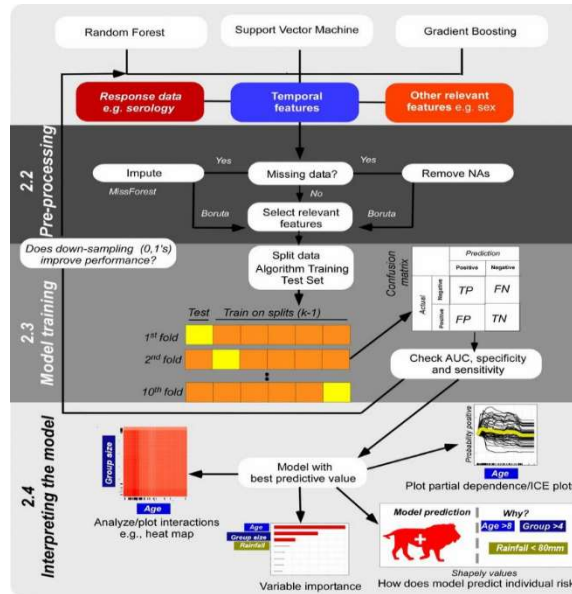 Random Forest
Support Vector Machine
Gradient Boosting
Response data
e.g. serology
Temporal
features
Other relevant
features e.g. sex
2.2
Pre-processing
Impute
Yes
Missing data?
Yes
Remove NAs
MissForest
No
Boruta
Select relevant
features
Boruta
Does down-sampling (0,1's)
improve performance?
Split data
Algorithm Training
Test Set
2.3
Model training
Test
Train on splits (k-1)
1st fold
2nd fold
10th fold
Confusion
matrix
Prediction
Positive
Negative
Actual
Negative
TP
FN
Positive
FP
TN
Check AUC, specificity
and sensitivity
2.4
Interpreting the model
Group size
Age
Analyze/plot interactions
e.g., heat map
Model with
best predictive value
Probability positive
Age
Plot partial dependence/ICE plots
Age
Group size
Rainfall
Variable importance
Model prediction
Why?
Age >8
Group >4
Rainfall < 80mm
Shapely values
How does model predict individual risk?